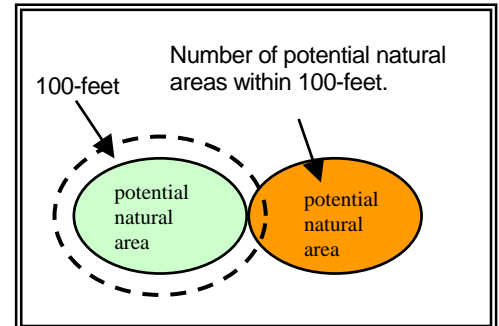 Number of potential natural
areas within 100-feet.
100-feet
potential
natural
area
potential
natural
area